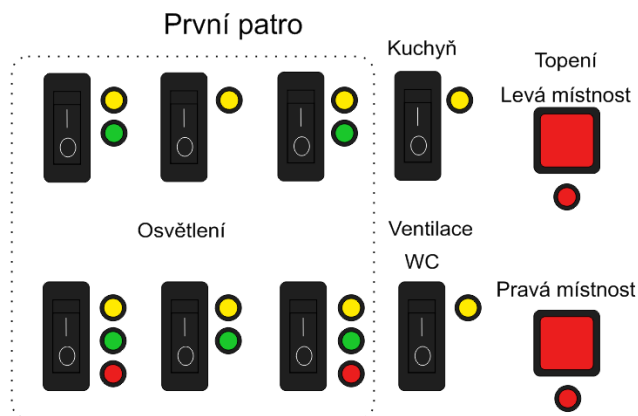 První patro
Kuchyň
Topení
Levá místnost
Osvětlení
Ventilace
WC
Pravá místnost